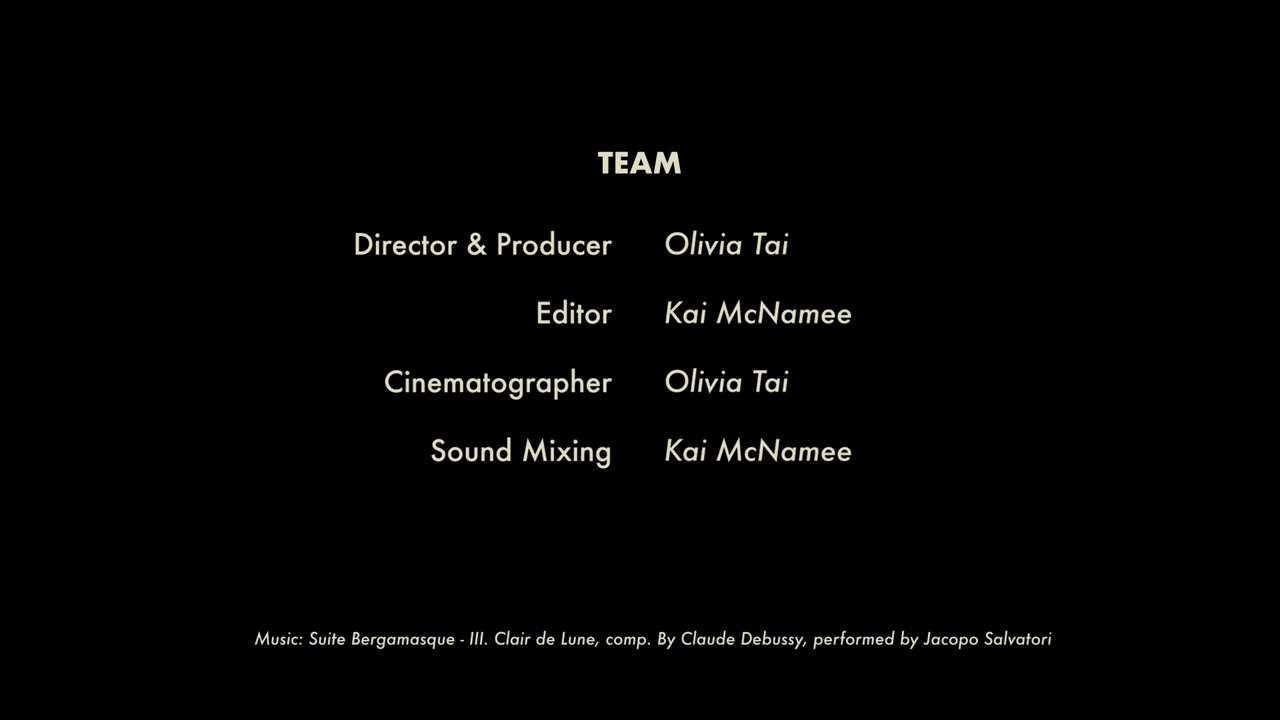 TEAM
Director & Producer Olivia Tai
Editor Kai McNamee
Cinematographer Olivia Tai
Sound Mixing Kai McNamee
Music: Suite Bergamasque - III. Clair de Lune, comp. By Claude Debussy, performed by Jacopo Salvatori